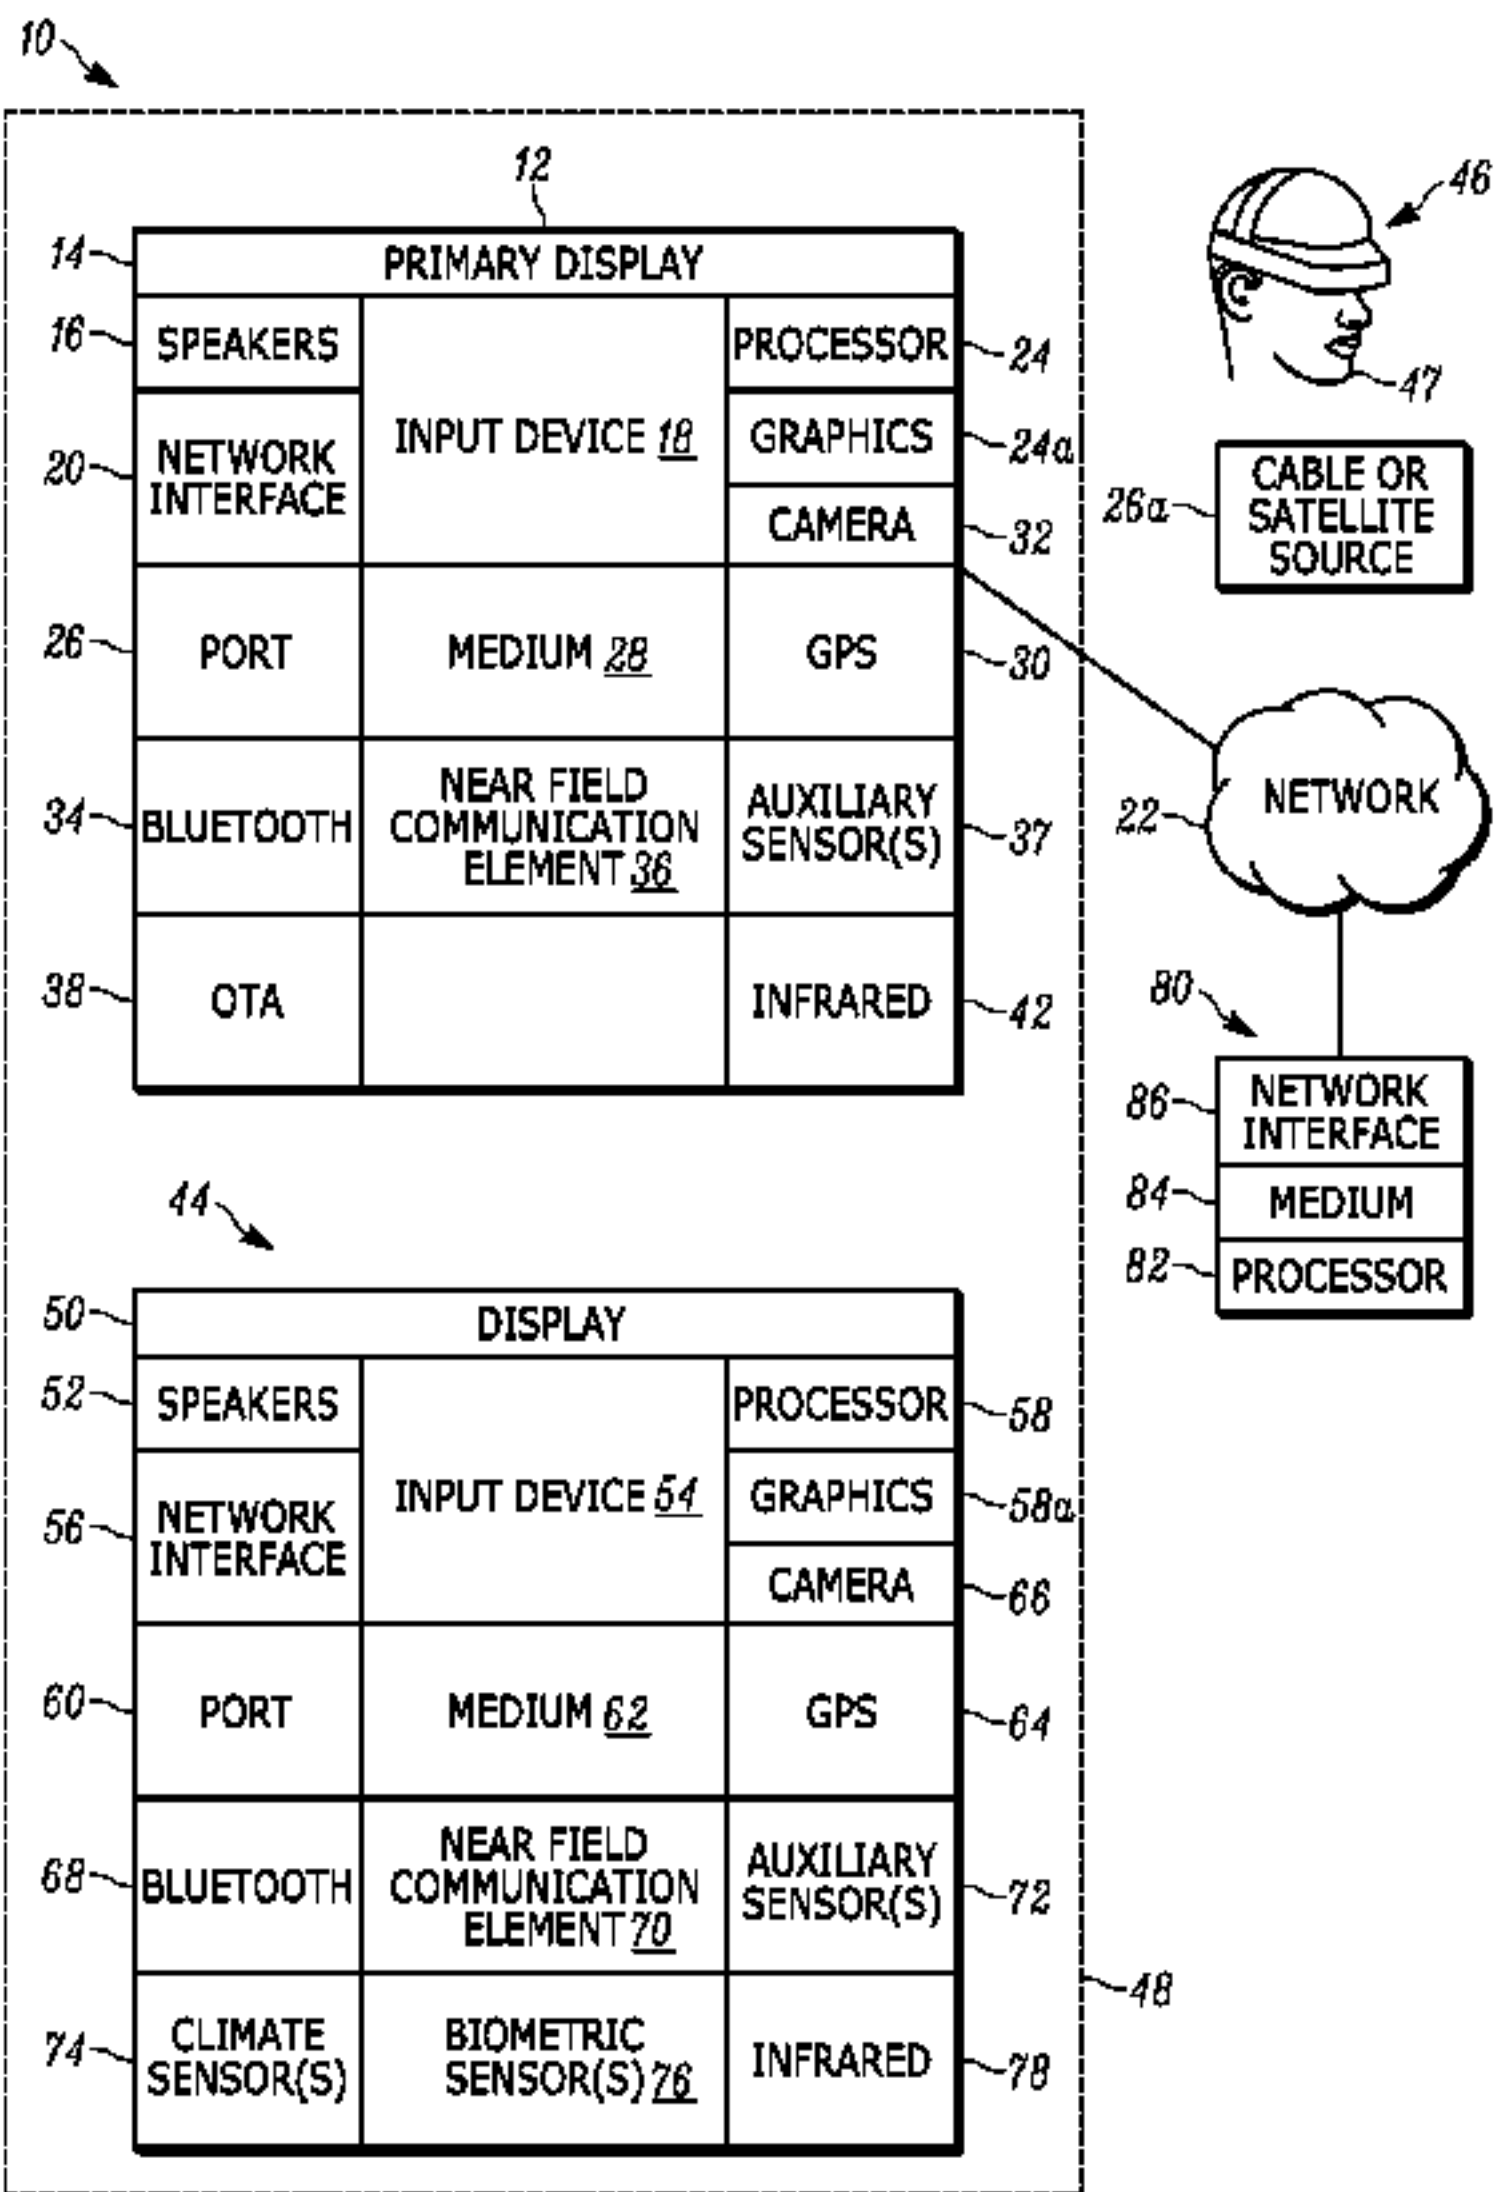 10
12
14 PRIMARY DISPLAY
16 SPEAKERS
PROCESSOR 24
INPUT DEVICE 18
GRAPHICS 24a
20 NETWORK
INTERFACE
CAMERA 32
26 PORT
MEDIUM 28
GPS 30
34 BLUETOOTH
NEAR FIELD
COMMUNICATION
ELEMENT 36
AUXILIARY
SENSOR(S) 37
38 OTA
INFRARED 42
46
47
26a CABLE OR
SATELLITE
SOURCE
22 NETWORK
80
86 NETWORK
INTERFACE
84 MEDIUM
82 PROCESSOR
44
50 DISPLAY
52 SPEAKERS
PROCESSOR 58
INPUT DEVICE 54
GRAPHICS 58a
56 NETWORK
INTERFACE
CAMERA 66
60 PORT
MEDIUM 62
GPS 64
68 BLUETOOTH
NEAR FIELD
COMMUNICATION
ELEMENT 70
AUXILIARY
SENSOR(S) 72
74 CLIMATE
SENSOR(S)
BIOMETRIC
SENSOR(S) 76
INFRARED 78
48